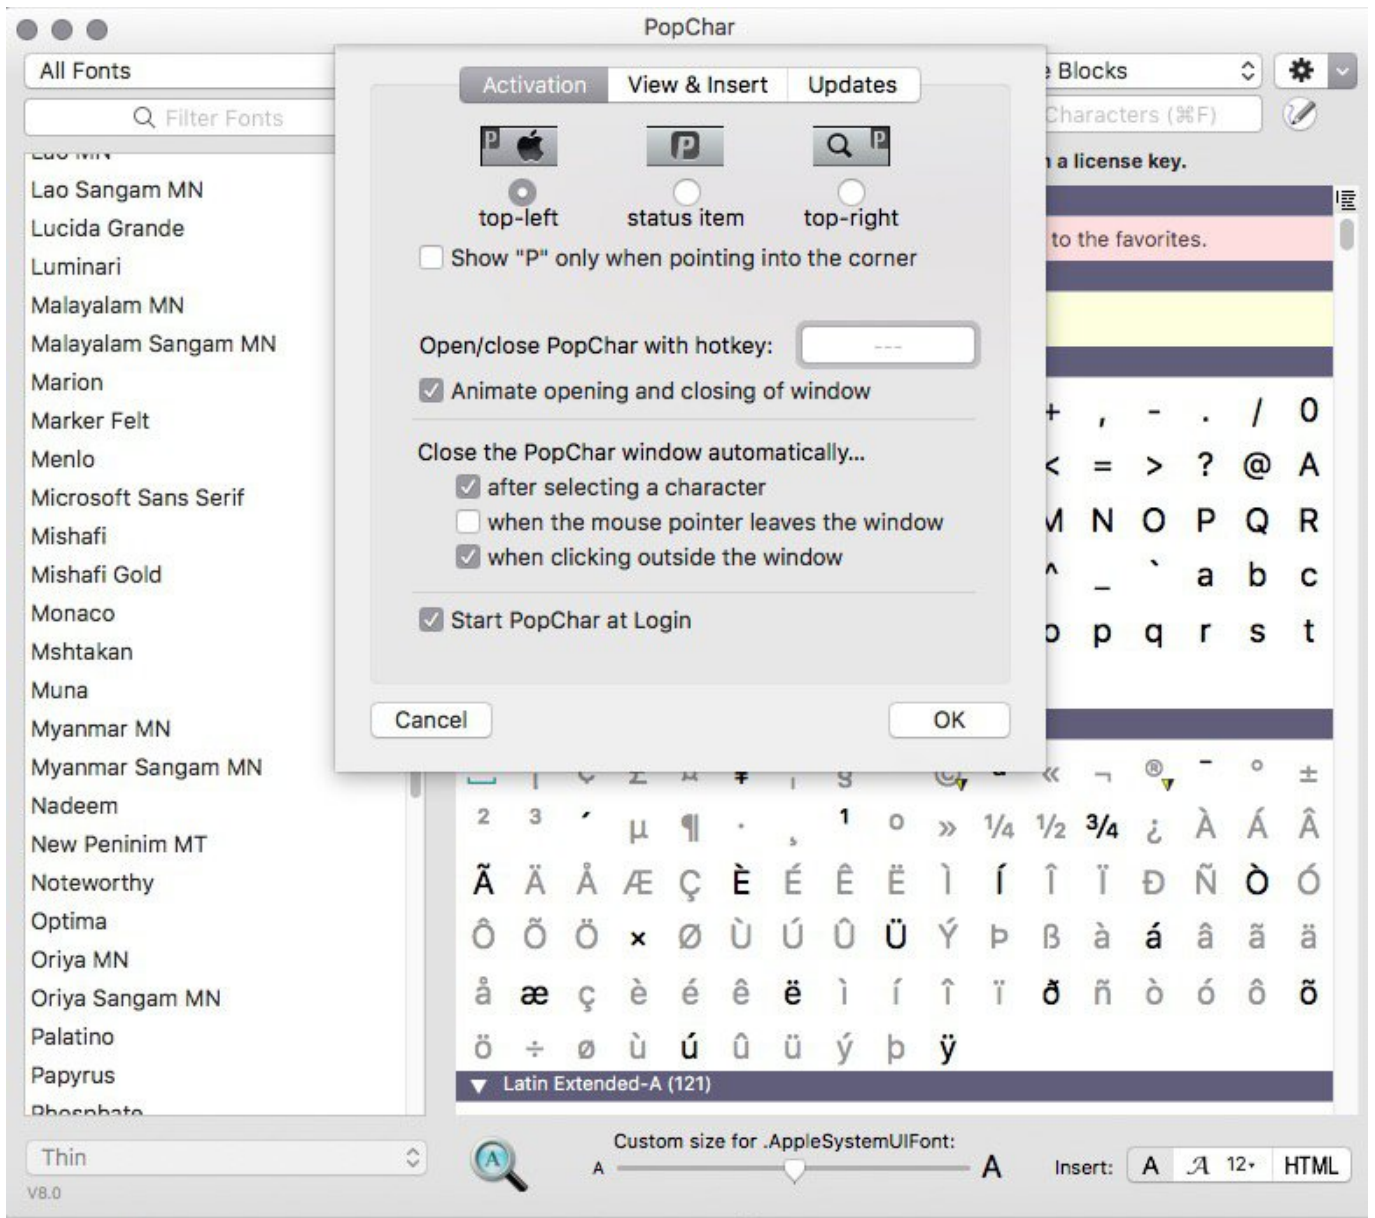 PopChar
All Fonts
e Blocks
Filter Fonts
Characters (⌘F)
Activation View & Insert Updates
P P P
top-left status item top-right
Show "P" only when pointing into the corner
Open/close PopChar with hotkey: ---
Animate opening and closing of window
Close the PopChar window automatically...
after selecting a character
when the mouse pointer leaves the window
when clicking outside the window
Start PopChar at Login
Cancel OK
a license key.
to the favorites.
Lao MN
Lao Sangam MN
Lucida Grande
Luminari
Malayalam MN
Malayalam Sangam MN
Marion
Marker Felt
Menlo
Microsoft Sans Serif
Mishafi
Mishafi Gold
Monaco
Mshtakan
Muna
Myanmar MN
Myanmar Sangam MN
Nadeem
New Peninim MT
Noteworthy
Optima
Oriya MN
Oriya Sangam MN
Palatino
Papyrus
Phosphate
+ , - . / 0
< = > ? @ A
M N O P Q R
^ _ ` a b c
o p q r s t
© ª « ¬ ® ¯ ° ±
² ³ ´ µ ¶ · ¸ ¹ º » ¼ ½ ¾ ¿ À Á Â
Ã Ä Å Æ Ç È É Ê Ë Ì Í Î Ï Ð Ñ Ò Ó
Ô Õ Ö × Ø Ù Ú Û Ü Ý Þ ß à á â ã ä
å æ ç è é ê ë ì í î ï ð ñ ò ó ô õ
ö ÷ ø ù ú û ü ý þ ÿ
Latin Extended-A (121)
Thin
V8.0
A
Custom size for .AppleSystemUIFont:
A A
Insert: A A 12 HTML